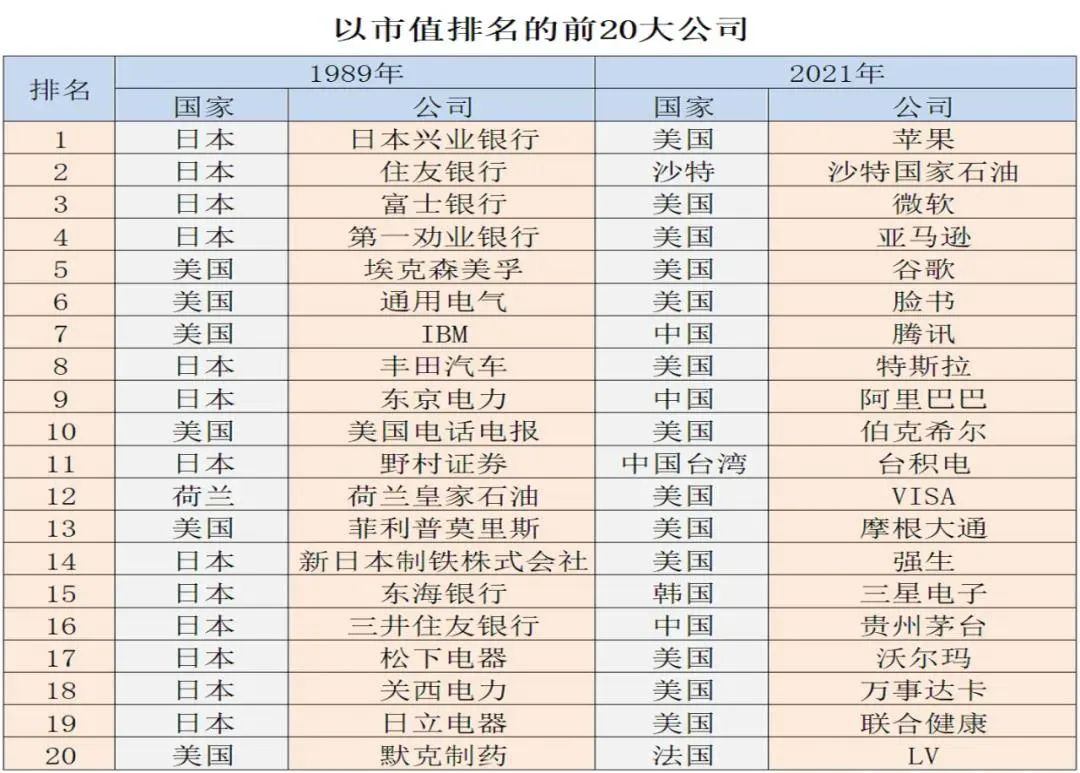 以市值排名的前20大公司
排名 1989年 2021年
国家 公司 国家 公司
1 日本 日本兴业银行 美国 苹果
2 日本 住友银行 沙特 沙特国家石油
3 日本 富士银行 美国 微软
4 日本 第一劝业银行 美国 亚马逊
5 美国 埃克森美孚 美国 谷歌
6 美国 通用电气 美国 脸书
7 美国 IBM 中国 腾讯
8 日本 丰田汽车 美国 特斯拉
9 日本 东京电力 中国 阿里巴巴
10 美国 美国电话电报 美国 伯克希尔
11 日本 野村证券 中国台湾 台积电
12 荷兰 荷兰皇家石油 美国 VISA
13 美国 菲利普莫里斯 美国 摩根大通
14 日本 新日本制铁株式会社 美国 强生
15 日本 东海银行 韩国 三星电子
16 日本 三井住友银行 中国 贵州茅台
17 日本 松下电器 美国 沃尔玛
18 日本 关西电力 美国 万事达卡
19 日本 日立电器 美国 联合健康
20 美国 默克制药 法国 LV